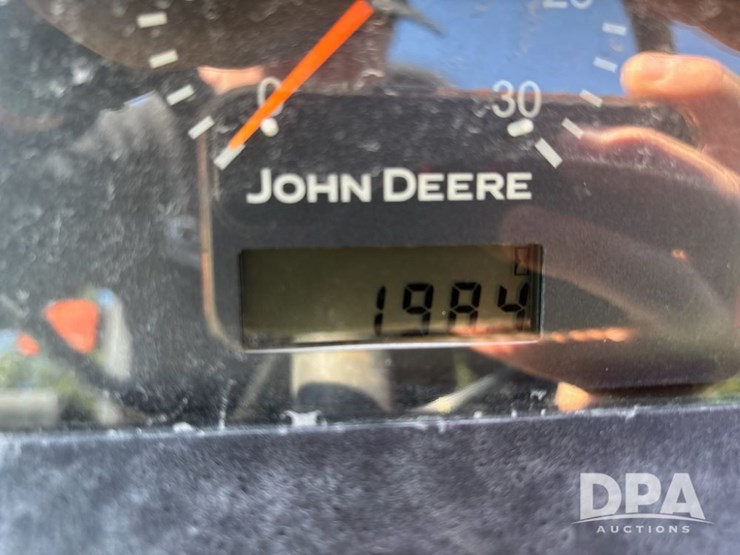 0
30
JOHN DEERE
1984
DPA
AUCTIONS